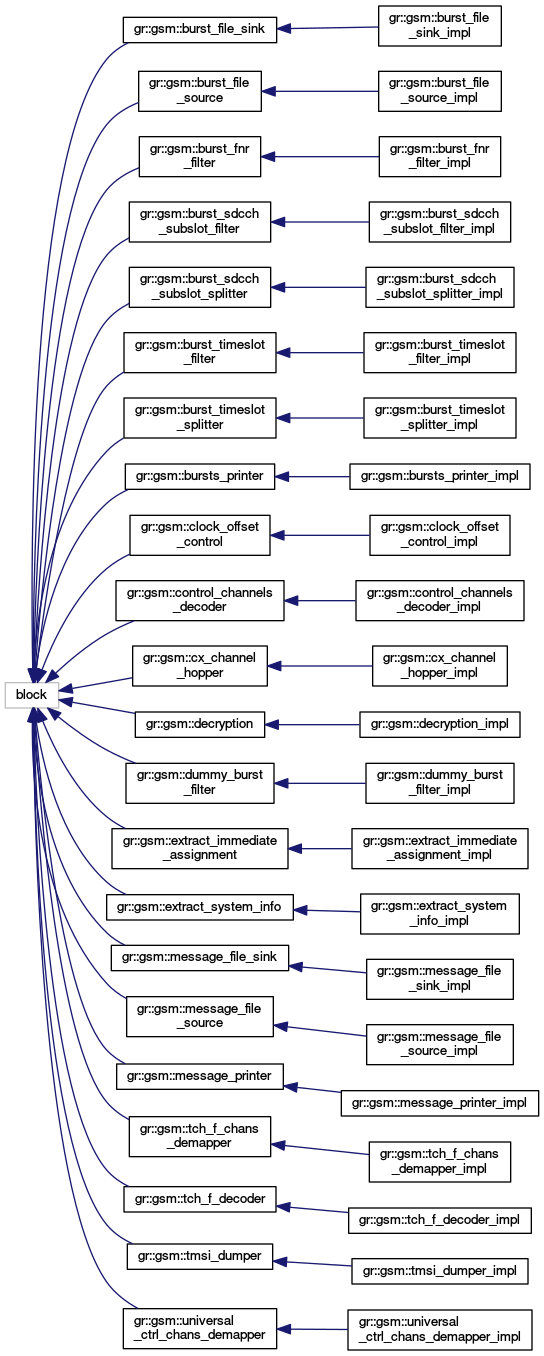 gr::gsm::burst_file_sink
gr::gsm::burst_file
_sink_impl
gr::gsm::burst_file
_source
gr::gsm::burst_file
_source_impl
gr::gsm::burst_fnr
_filter
gr::gsm::burst_fnr
_filter_impl
gr::gsm::burst_sdcch
_subslot_filter
gr::gsm::burst_sdcch
_subslot_filter_impl
gr::gsm::burst_sdcch
_subslot_splitter
gr::gsm::burst_sdcch
_subslot_splitter_impl
gr::gsm::burst_timeslot
_filter
gr::gsm::burst_timeslot
_filter_impl
gr::gsm::burst_timeslot
_splitter
gr::gsm::burst_timeslot
_splitter_impl
gr::gsm::bursts_printer
gr::gsm::bursts_printer_impl
gr::gsm::clock_offset
_control
gr::gsm::clock_offset
_control_impl
gr::gsm::control_channels
_decoder
gr::gsm::control_channels
_decoder_impl
gr::gsm::cx_channel
_hopper
gr::gsm::cx_channel
_hopper_impl
block
gr::gsm::decryption
gr::gsm::decryption_impl
gr::gsm::dummy_burst
_filter
gr::gsm::dummy_burst
_filter_impl
gr::gsm::extract_immediate
_assignment
gr::gsm::extract_immediate
_assignment_impl
gr::gsm::extract_system_info
gr::gsm::extract_system
_info_impl
gr::gsm::message_file_sink
gr::gsm::message_file
_sink_impl
gr::gsm::message_file
_source
gr::gsm::message_file
_source_impl
gr::gsm::message_printer
gr::gsm::message_printer_impl
gr::gsm::tch_f_chans
_demapper
gr::gsm::tch_f_chans
_demapper_impl
gr::gsm::tch_f_decoder
gr::gsm::tch_f_decoder_impl
gr::gsm::tmsi_dumper
gr::gsm::tmsi_dumper_impl
gr::gsm::universal
_ctrl_chans_demapper
gr::gsm::universal
_ctrl_chans_demapper_impl